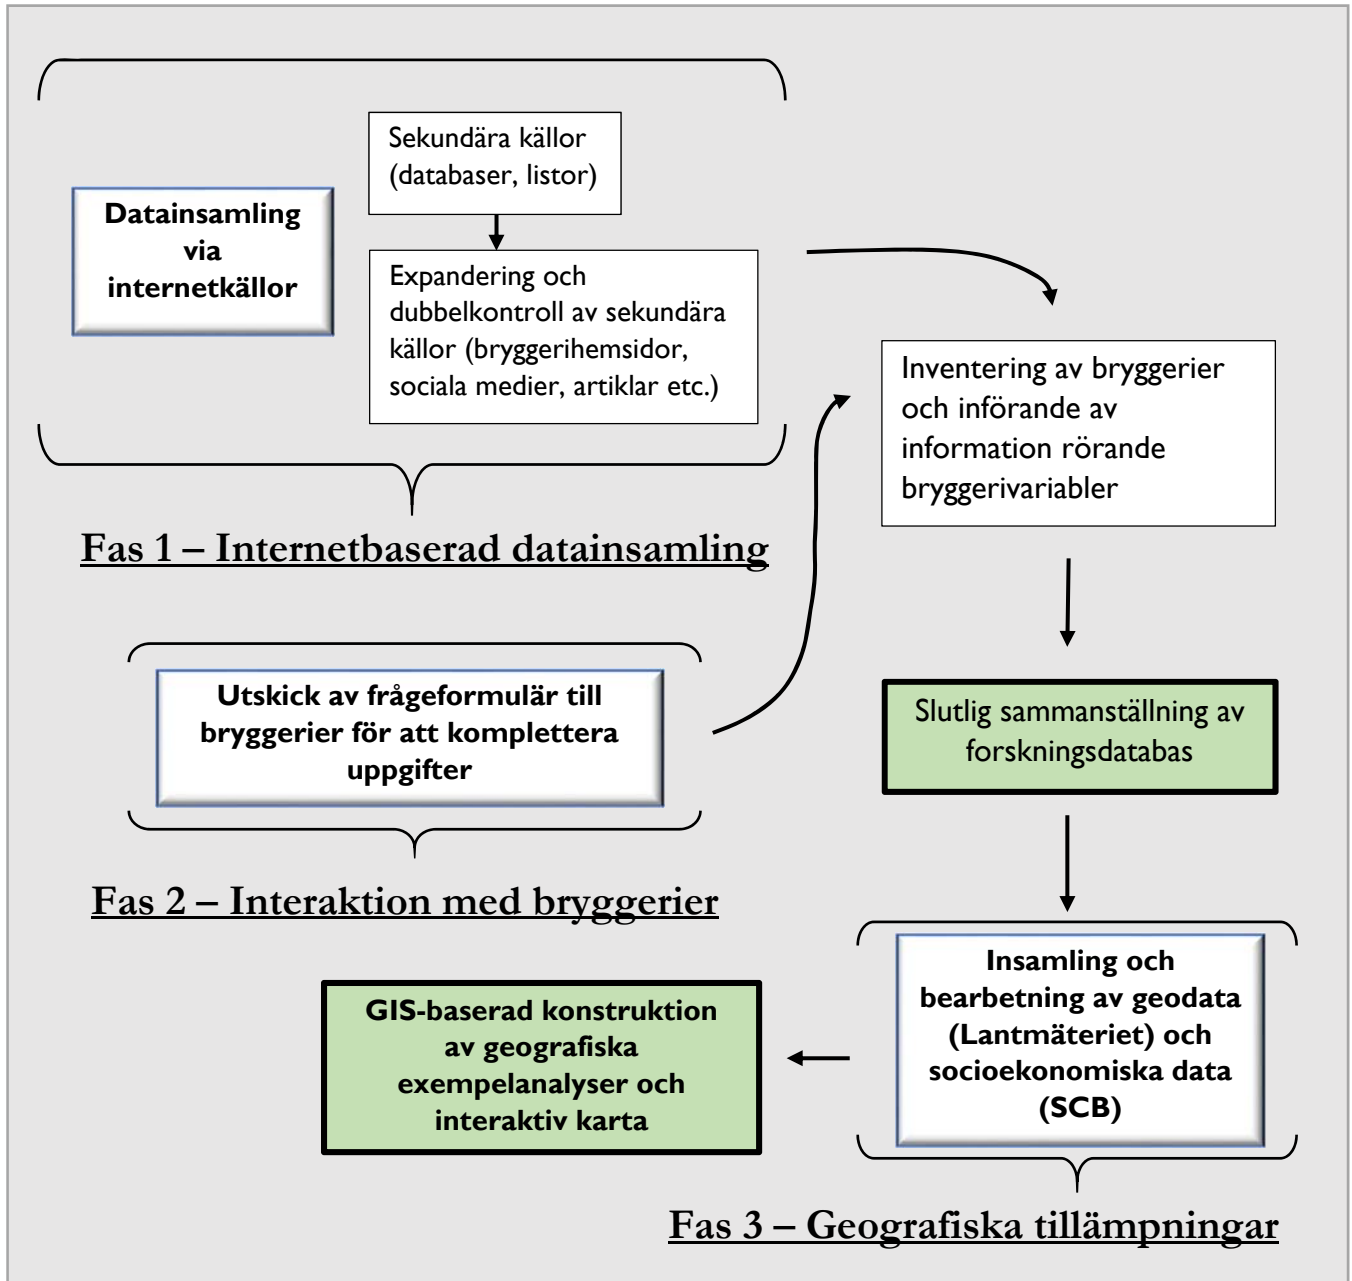 Sekundära källor
(databaser, listor)
Datainsamling
via
internetkällor
Expandering och
dubbelkontroll av sekundära
källor (bryggerihemsidor,
sociala medier, artiklar etc.)
Fas 1 – Internetbaserad datainsamling
Inventering av bryggerier
och införande av
information rörande
bryggerivariabler
Utskick av frågeformulär till
bryggerier för att komplettera
uppgifter
Fas 2 – Interaktion med bryggerier
Slutlig sammanställning av
forskningsdatabas
Insamling och
bearbetning av geodata
(Lantmäteriet) och
socioekonomiska data
(SCB)
GIS-baserad konstruktion
av geografiska
exempelanalyser och
interaktiv karta
Fas 3 – Geografiska tillämpningar